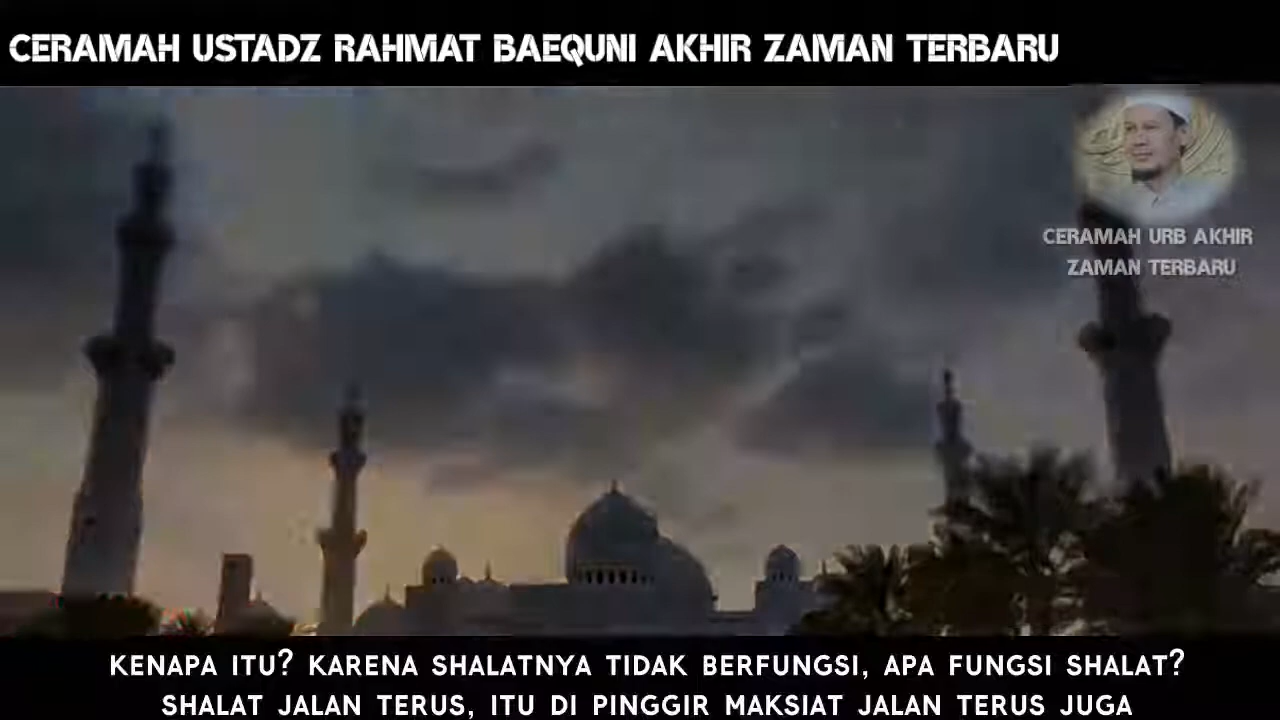 CERAMAH USTADZ RAHMAT BAEQUNI AKHIR ZAMAN TERBARU
CERAMAH URB AKHIR
ZAMAN TERBARU
KENAPA ITU? KARENA SHALATNYA TIDAK BERFUNGSI, APA FUNGSI SHALAT?
SHALAT JALAN TERUS, ITU DI PINGGIR MAKSIAT JALAN TERUS JUGA